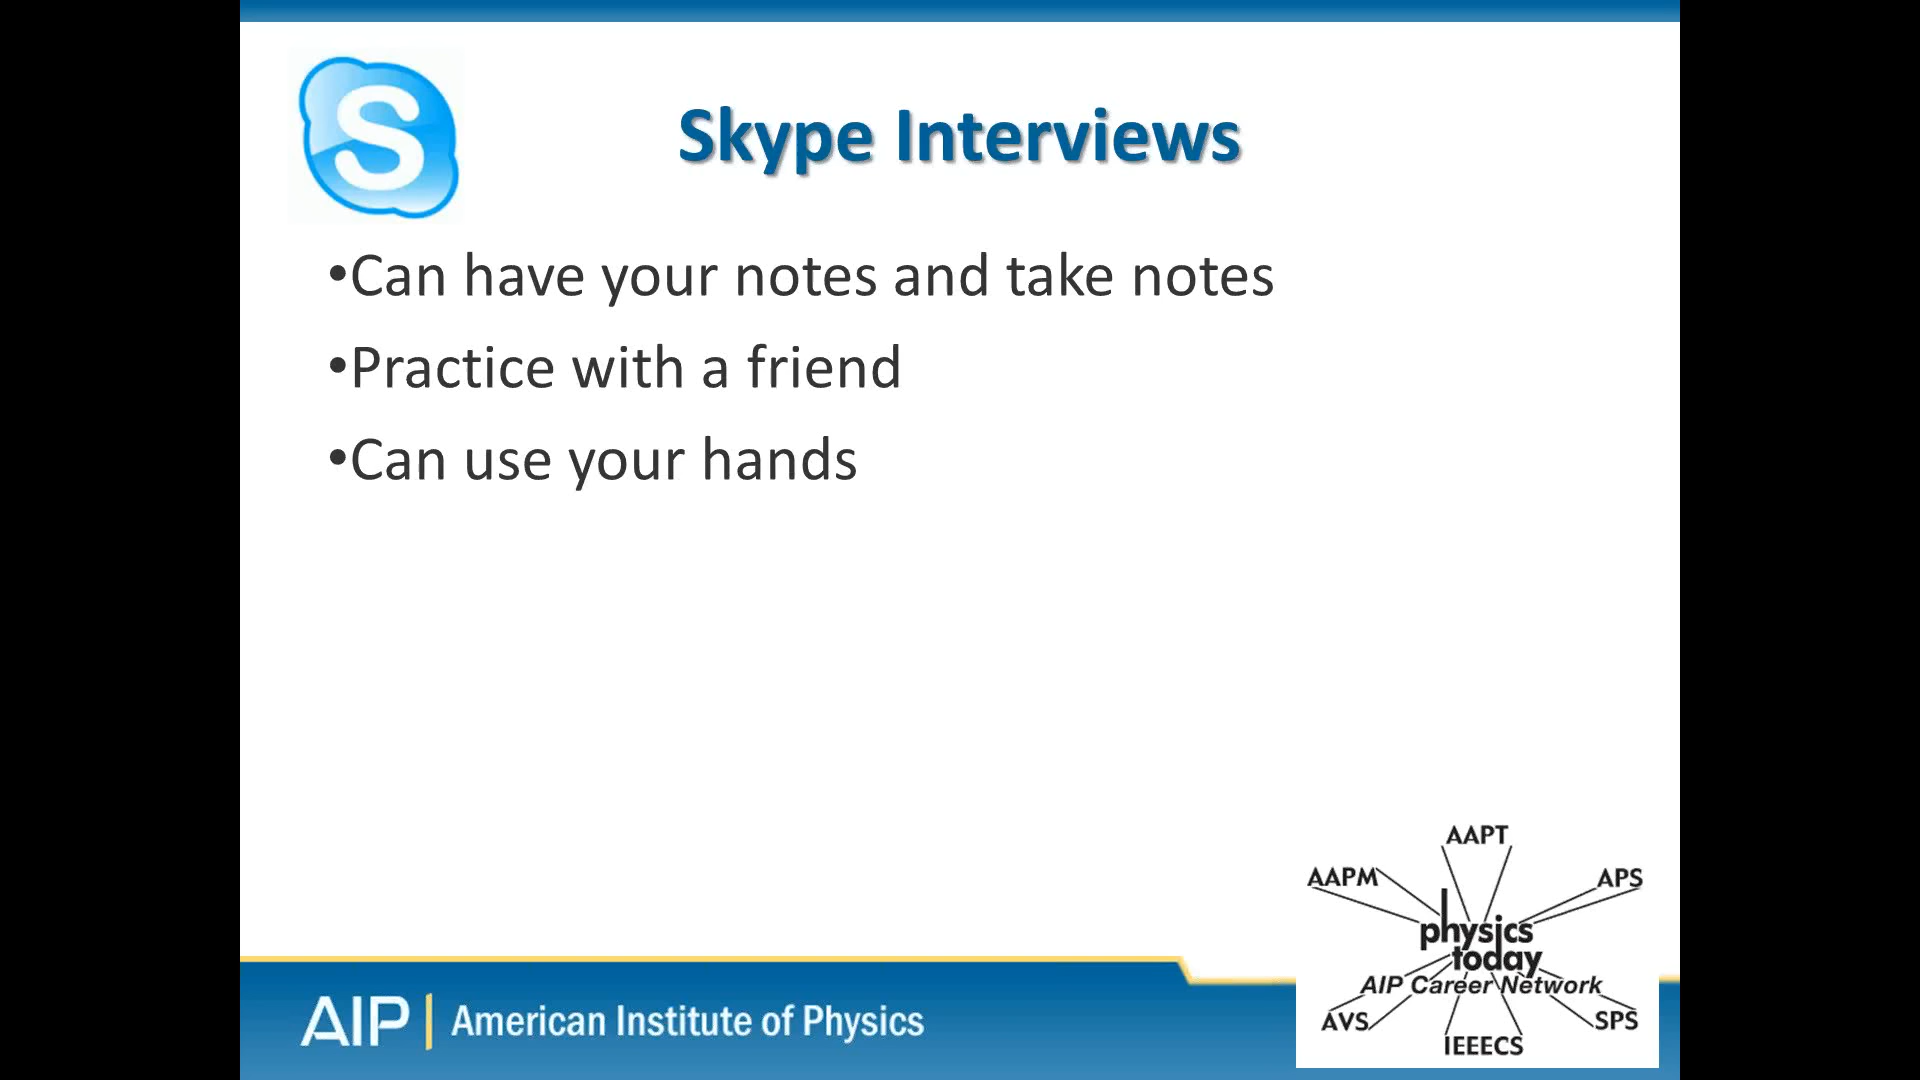 S
Skype Interviews
•Can have your notes and take notes
•Practice with a friend
•Can use your hands
AAPT
AAPM
APS
physics
today
AIP Career Network
AVS
SPS
IEEECS
AIP | American Institute of Physics